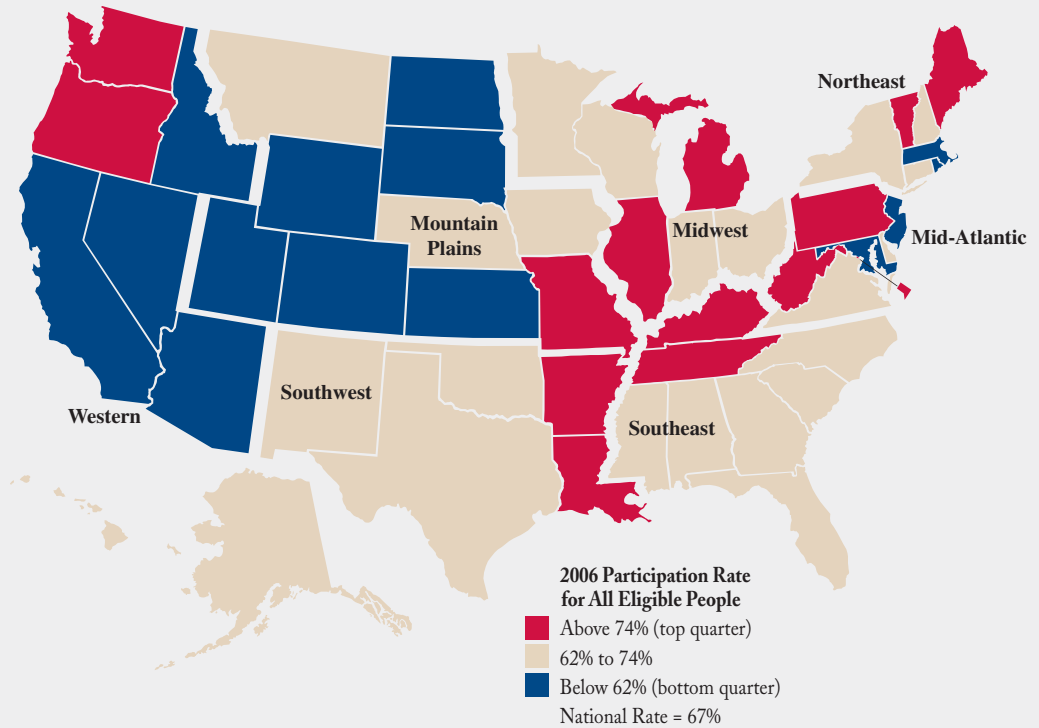 Northeast
Mountain
Plains
Midwest
Mid-Atlantic
Southwest
Western
Southeast
2006 Participation Rate
for All Eligible People
Above 74% (top quarter)
62% to 74%
Below 62% (bottom quarter)
National Rate = 67%